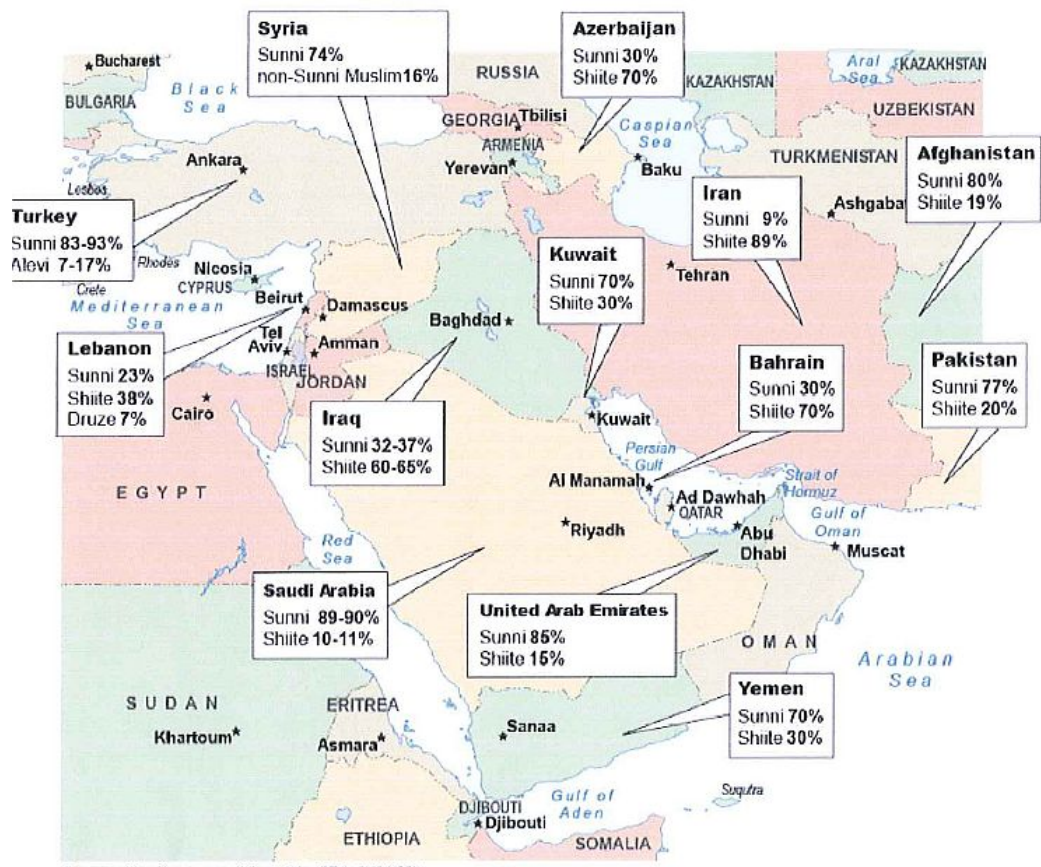 Syria
Sunni 74%
non-Sunni Muslim 16%
Azerbaijan
Sunni 30%
Shiite 70%
Bucharest
BULGARIA
Black
Sea
RUSSIA
GEORGIA
Tbilisi
ARMENIA
Yerevan
Caspian
Sea
Baku
KAZAKHSTAN
Aral
Sea
KAZAKHSTAN
UZBEKISTAN
TURKMENISTAN
Ashgaba
Afghanistan
Sunni 80%
Shiite 19%
Ankara
Lesbos
Turkey
Sunni 83-93%
Alevi 7-17%
Rhodes
Crete
Nicosia
CYPRUS
Mediterranean
Sea
Beirut
Damascus
Tel
Aviv
ISRAEL
Amman
JORDAN
Baghdad
Kuwait
Sunni 70%
Shiite 30%
Iran
Sunni 9%
Shiite 89%
Tehran
Lebanon
Sunni 23%
Shiite 38%
Druze 7%
Cairo
Iraq
Sunni 32-37%
Shiite 60-65%
Kuwait
Bahrain
Sunni 30%
Shiite 70%
Pakistan
Sunni 77%
Shiite 20%
EGYPT
Persian
Gulf
Al Manamah
Ad Dawhah
QATAR
Strait of
Hormuz
Gulf of
Oman
Riyadh
Abu
Dhabi
Muscat
Red
Sea
Saudi Arabia
Sunni 89-90%
Shiite 10-11%
United Arab Emirates
Sunni 85%
Shiite 15%
OMAN
Arabian
Sea
SUDAN
Khartoum
ERITREA
Asmara
Sanaa
Yemen
Sunni 70%
Shiite 30%
Suqutra
DJIBOUTI
Djibouti
Gulf of
Aden
ETHIOPIA
SOMALIA